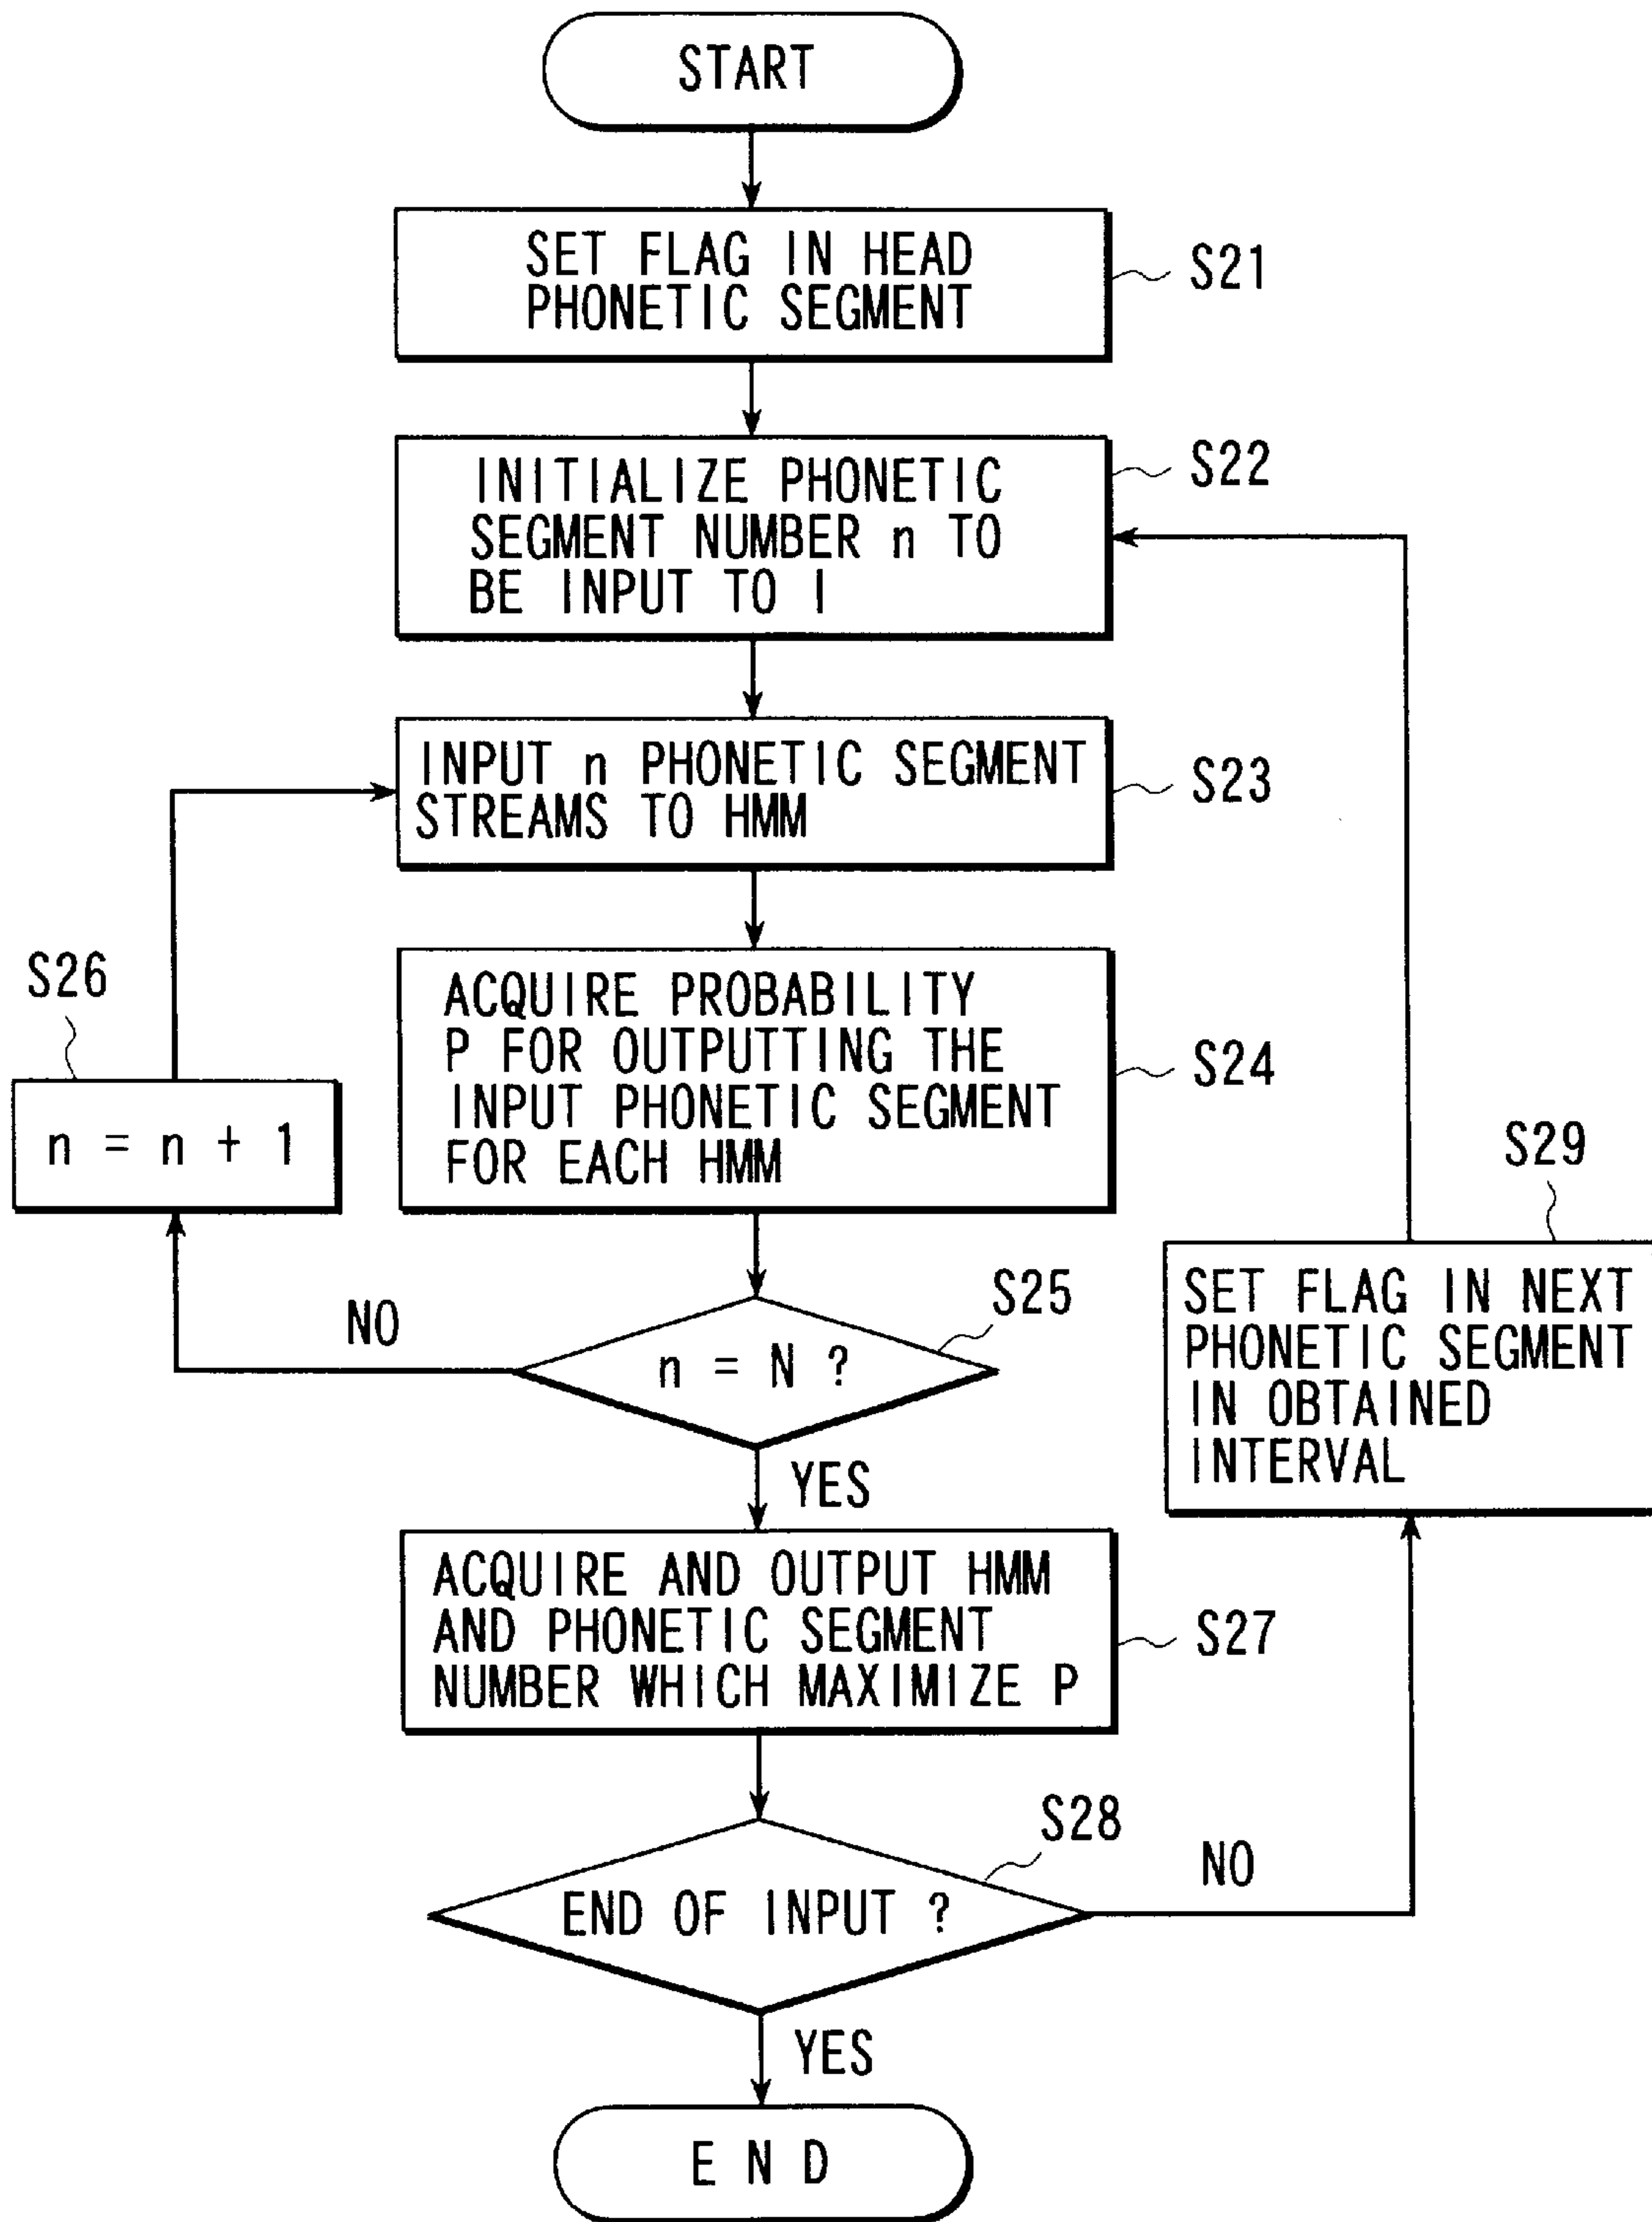 START
SET FLAG IN HEAD
PHONETIC SEGMENT
S21
INITIALIZE PHONETIC
SEGMENT NUMBER n TO
BE INPUT TO 1
S22
INPUT n PHONETIC SEGMENT
STREAMS TO HMM
S23
ACQUIRE PROBABILITY
P FOR OUTPUTTING THE
INPUT PHONETIC SEGMENT
FOR EACH HMM
S24
n = N ?
S25
NO
S26
n = n + 1
YES
ACQUIRE AND OUTPUT HMM
AND PHONETIC SEGMENT
NUMBER WHICH MAXIMIZE P
S27
END OF INPUT ?
S28
NO
S29
SET FLAG IN NEXT
PHONETIC SEGMENT
IN OBTAINED
INTERVAL
YES
END